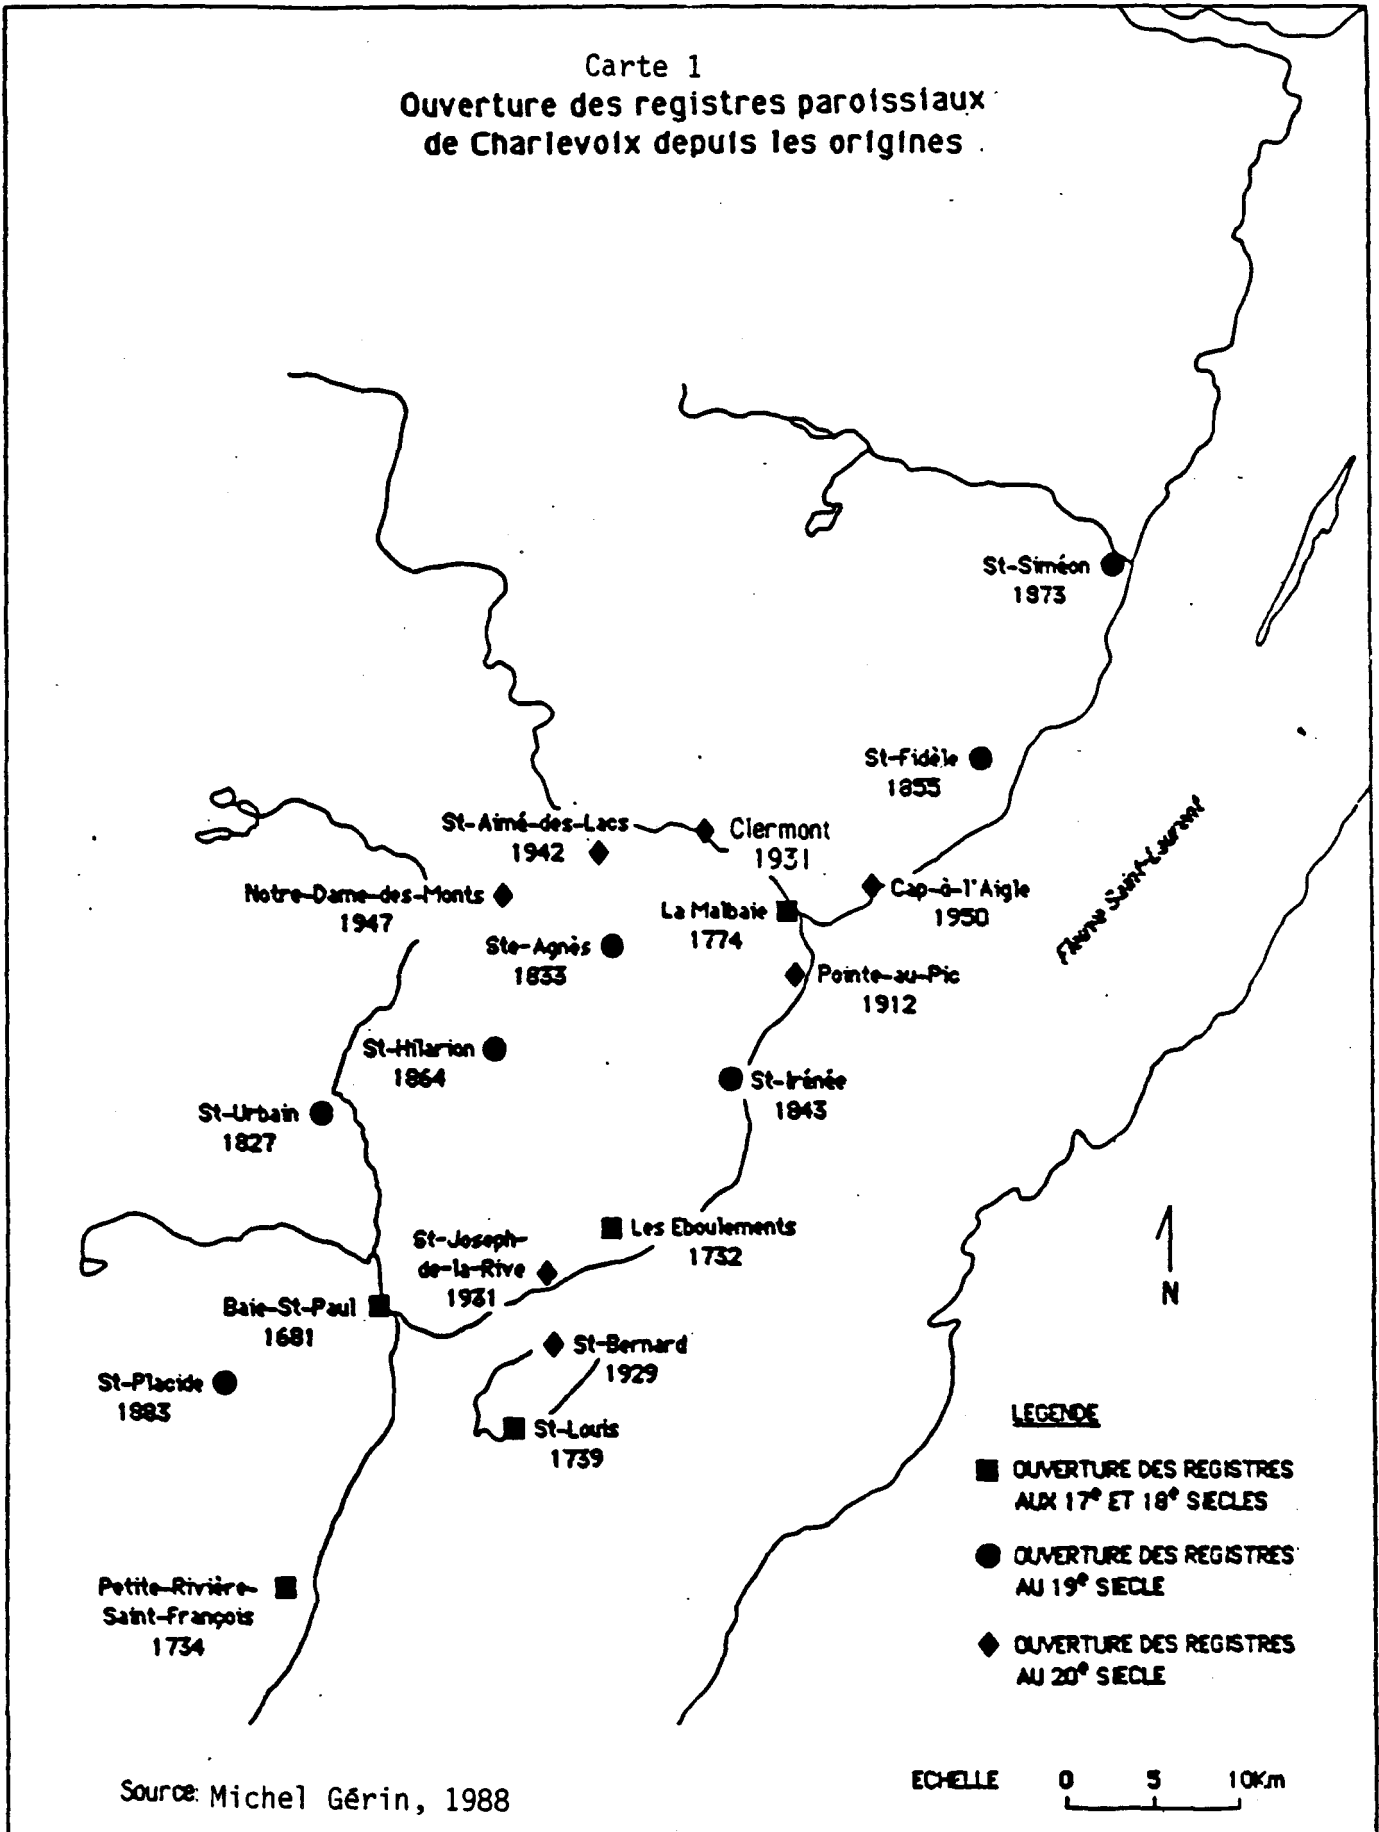 Carte 1
Ouverture des registres paroissiaux
de Charlevoix depuis les origines
St-Siméon
1873
St-Fidèle
1855
St-Aimé-des-Lacs
1942
Clermont
1931
Notre-Dame-des-Monts
1947
La Malbaie
1774
Cap-à-l'Aigle
1950
Ste-Agnès
1833
Pointe-au-Pic
1912
Fleuve Saint-Laurent
St-Hilarion
1864
St-Irénée
1843
St-Urbain
1827
St-Joseph-
de-la-Rive
1931
Les Eboulements
1732
N
Baie-St-Paul
1681
St-Bernard
1929
St-Placide
1883
St-Louis
1739
Petite-Rivière-
Saint-François
1734
LEGENDE
OUVERTURE DES REGISTRES
AUX 17e ET 18e SIECLES
OUVERTURE DES REGISTRES
AU 19e SIECLE
OUVERTURE DES REGISTRES
AU 20e SIECLE
ECHELLE 0 5 10Km
Source: Michel Gérin, 1988